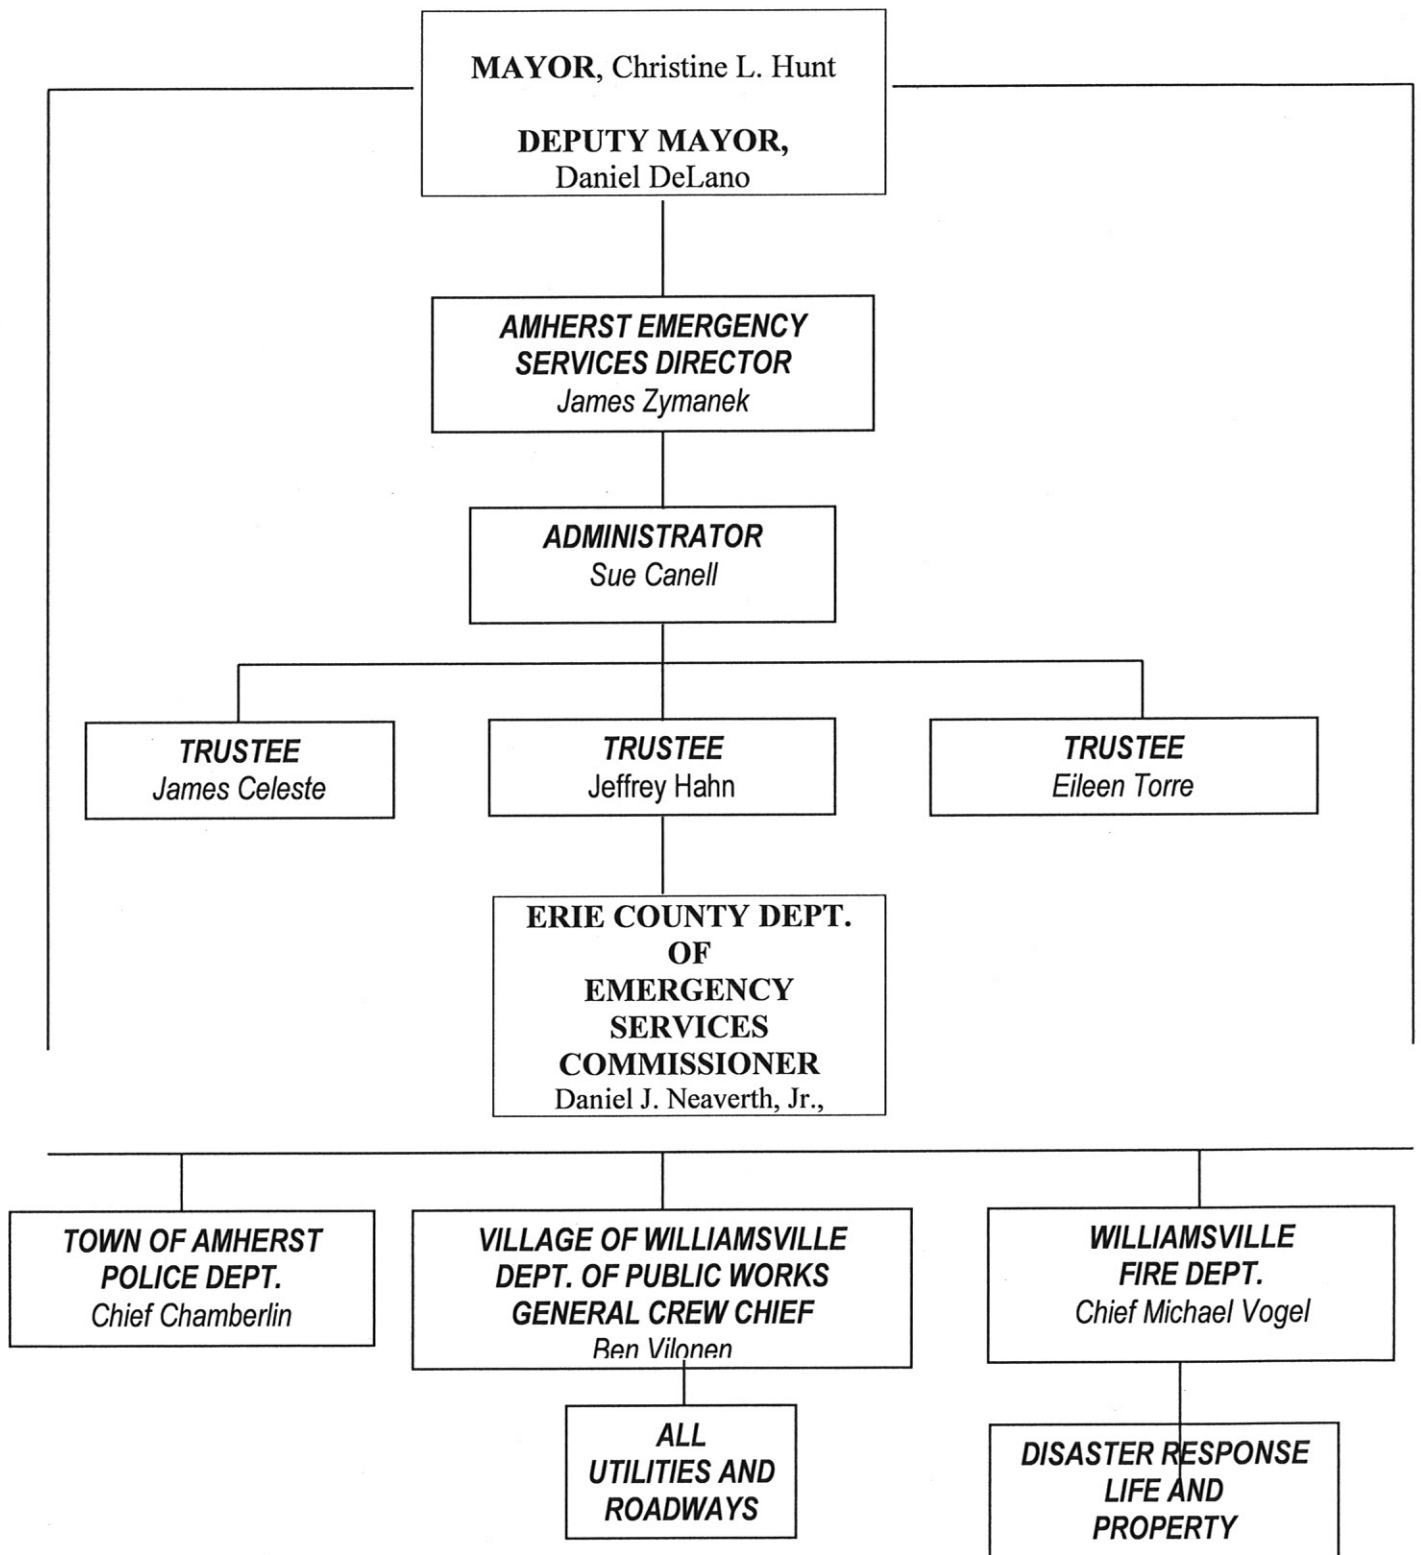 MAYOR, Christine L. Hunt
DEPUTY MAYOR,
Daniel DeLano
AMHERST EMERGENCY
SERVICES DIRECTOR
James Zymanek
ADMINISTRATOR
Sue Canell
TRUSTEE
James Celeste
TRUSTEE
Jeffrey Hahn
TRUSTEE
Eileen Torre
ERIE COUNTY DEPT.
OF
EMERGENCY
SERVICES
COMMISSIONER
Daniel J. Neaverth, Jr.,
TOWN OF AMHERST
POLICE DEPT.
Chief Chamberlin
VILLAGE OF WILLIAMSVILLE
DEPT. OF PUBLIC WORKS
GENERAL CREW CHIEF
Ben Vilonen
WILLIAMSVILLE
FIRE DEPT.
Chief Michael Vogel
ALL
UTILITIES AND
ROADWAYS
DISASTER RESPONSE
LIFE AND
PROPERTY